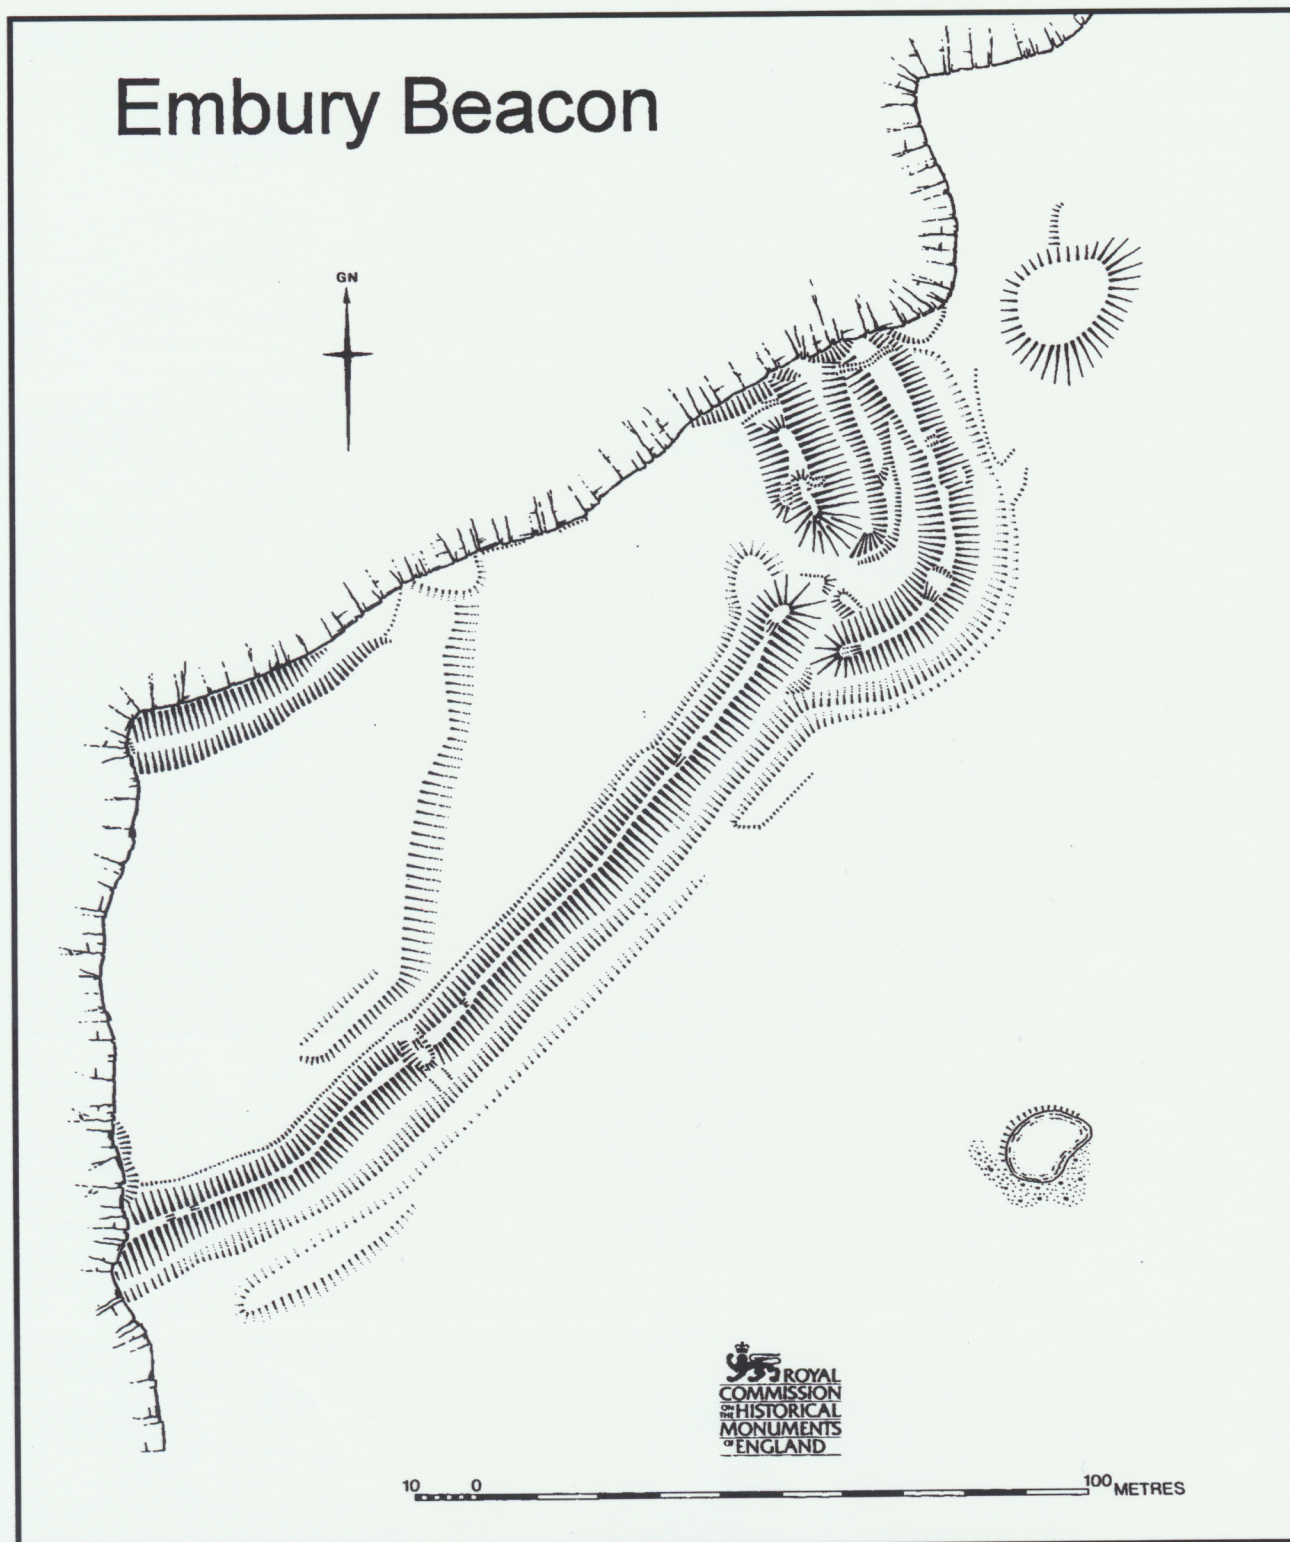 Embury Beacon
GN
ROYAL
COMMISSION
ON THE HISTORICAL
MONUMENTS
OF ENGLAND
10 0 100 METRES